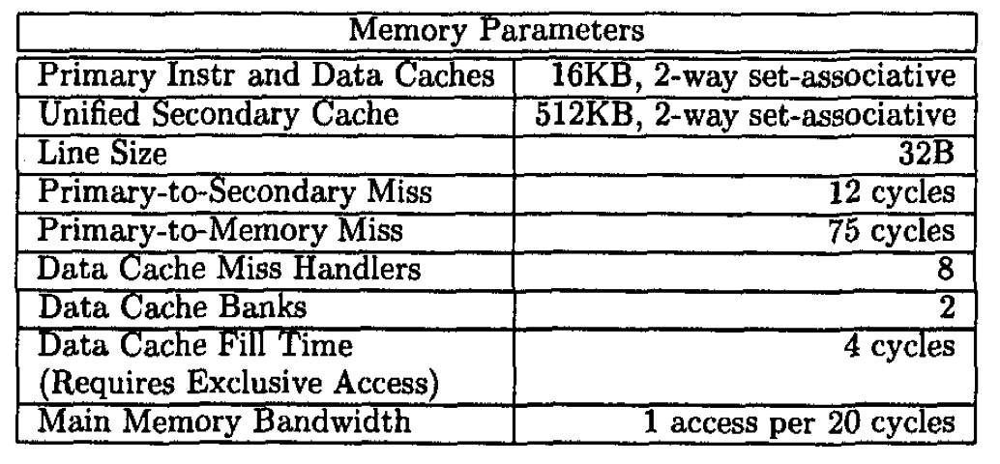 Memory Parameters
Primary Instr and Data Caches 16KB, 2-way set-associative
Unified Secondary Cache 512KB, 2-way set-associative
Line Size 32B
Primary-to-Secondary Miss 12 cycles
Primary-to-Memory Miss 75 cycles
Data Cache Miss Handlers 8
Data Cache Banks 2
Data Cache Fill Time 4 cycles
(Requires Exclusive Access)
Main Memory Bandwidth 1 access per 20 cycles